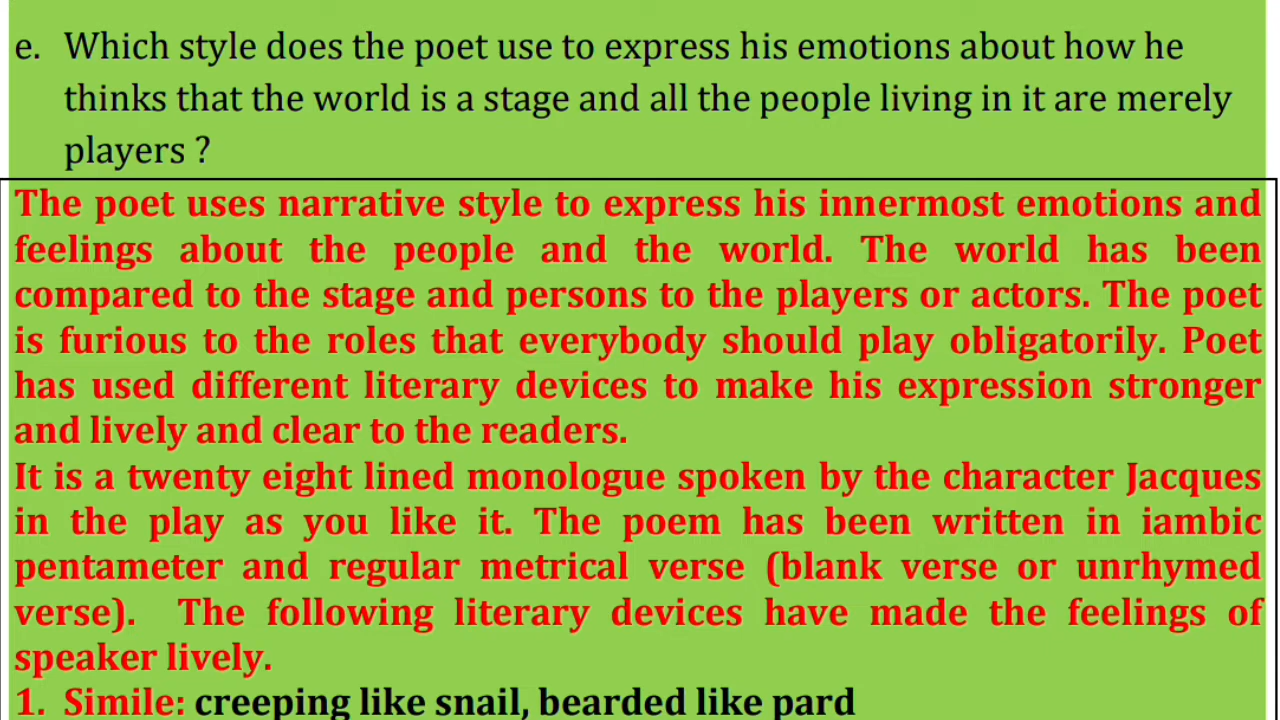 e. Which style does the poet use to express his emotions about how he
thinks that the world is a stage and all the people living in it are merely
players ?
The poet uses narrative style to express his innermost emotions and
feelings about the people and the world. The world has been
compared to the stage and persons to the players or actors. The poet
is furious to the roles that everybody should play obligatorily. Poet
has used different literary devices to make his expression stronger
and lively and clear to the readers.
It is a twenty eight lined monologue spoken by the character Jacques
in the play as you like it. The poem has been written in iambic
pentameter and regular metrical verse (blank verse or unrhymed
verse). The following literary devices have made the feelings of
speaker lively.
1. Simile: creeping like snail, bearded like pard